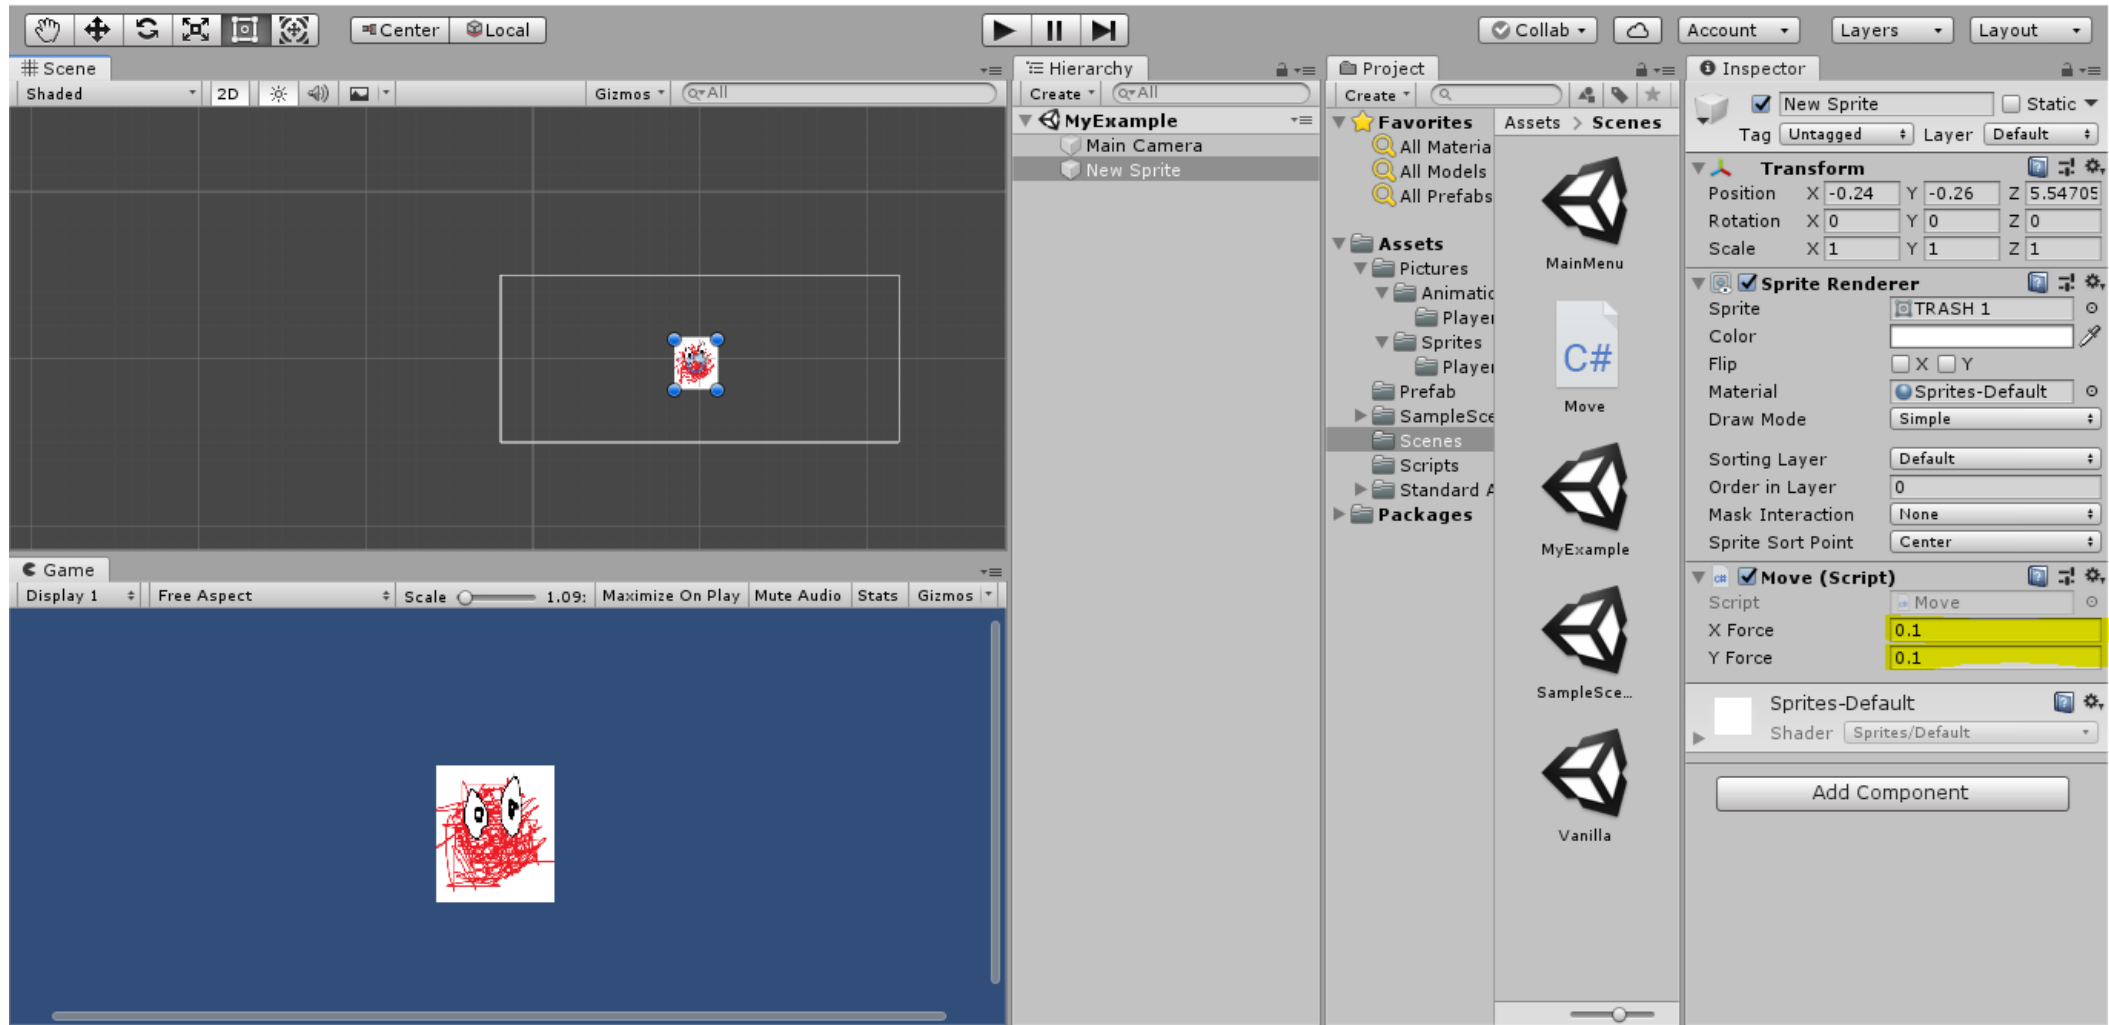 Center
Local
Collab
Account
Layers
Layout
Scene
Shaded
2D
Gizmos
All
Game
Display 1
Free Aspect
Scale
1.09:
Maximize On Play
Mute Audio
Stats
Gizmos
Hierarchy
Create
All
MyExample
Main Camera
New Sprite
Project
Create
Favorites
All Materia
All Models
All Prefabs
Assets
Pictures
Animatic
Player
Sprites
Player
Prefab
SampleSce
Scenes
Scripts
Standard A
Packages
Assets > Scenes
MainMenu
C#
Move
MyExample
SampleSce...
Vanilla
Inspector
New Sprite
Static
Tag Untagged Layer Default
Transform
Position X -0.24 Y -0.26 Z 5.54705
Rotation X 0 Y 0 Z 0
Scale X 1 Y 1 Z 1
Sprite Renderer
Sprite TRASH 1
Color
Flip X Y
Material Sprites-Default
Draw Mode Simple
Sorting Layer Default
Order in Layer 0
Mask Interaction None
Sprite Sort Point Center
C# Move (Script)
Script Move
X Force 0.1
Y Force 0.1
Sprites-Default
Shader Sprites/Default
Add Component